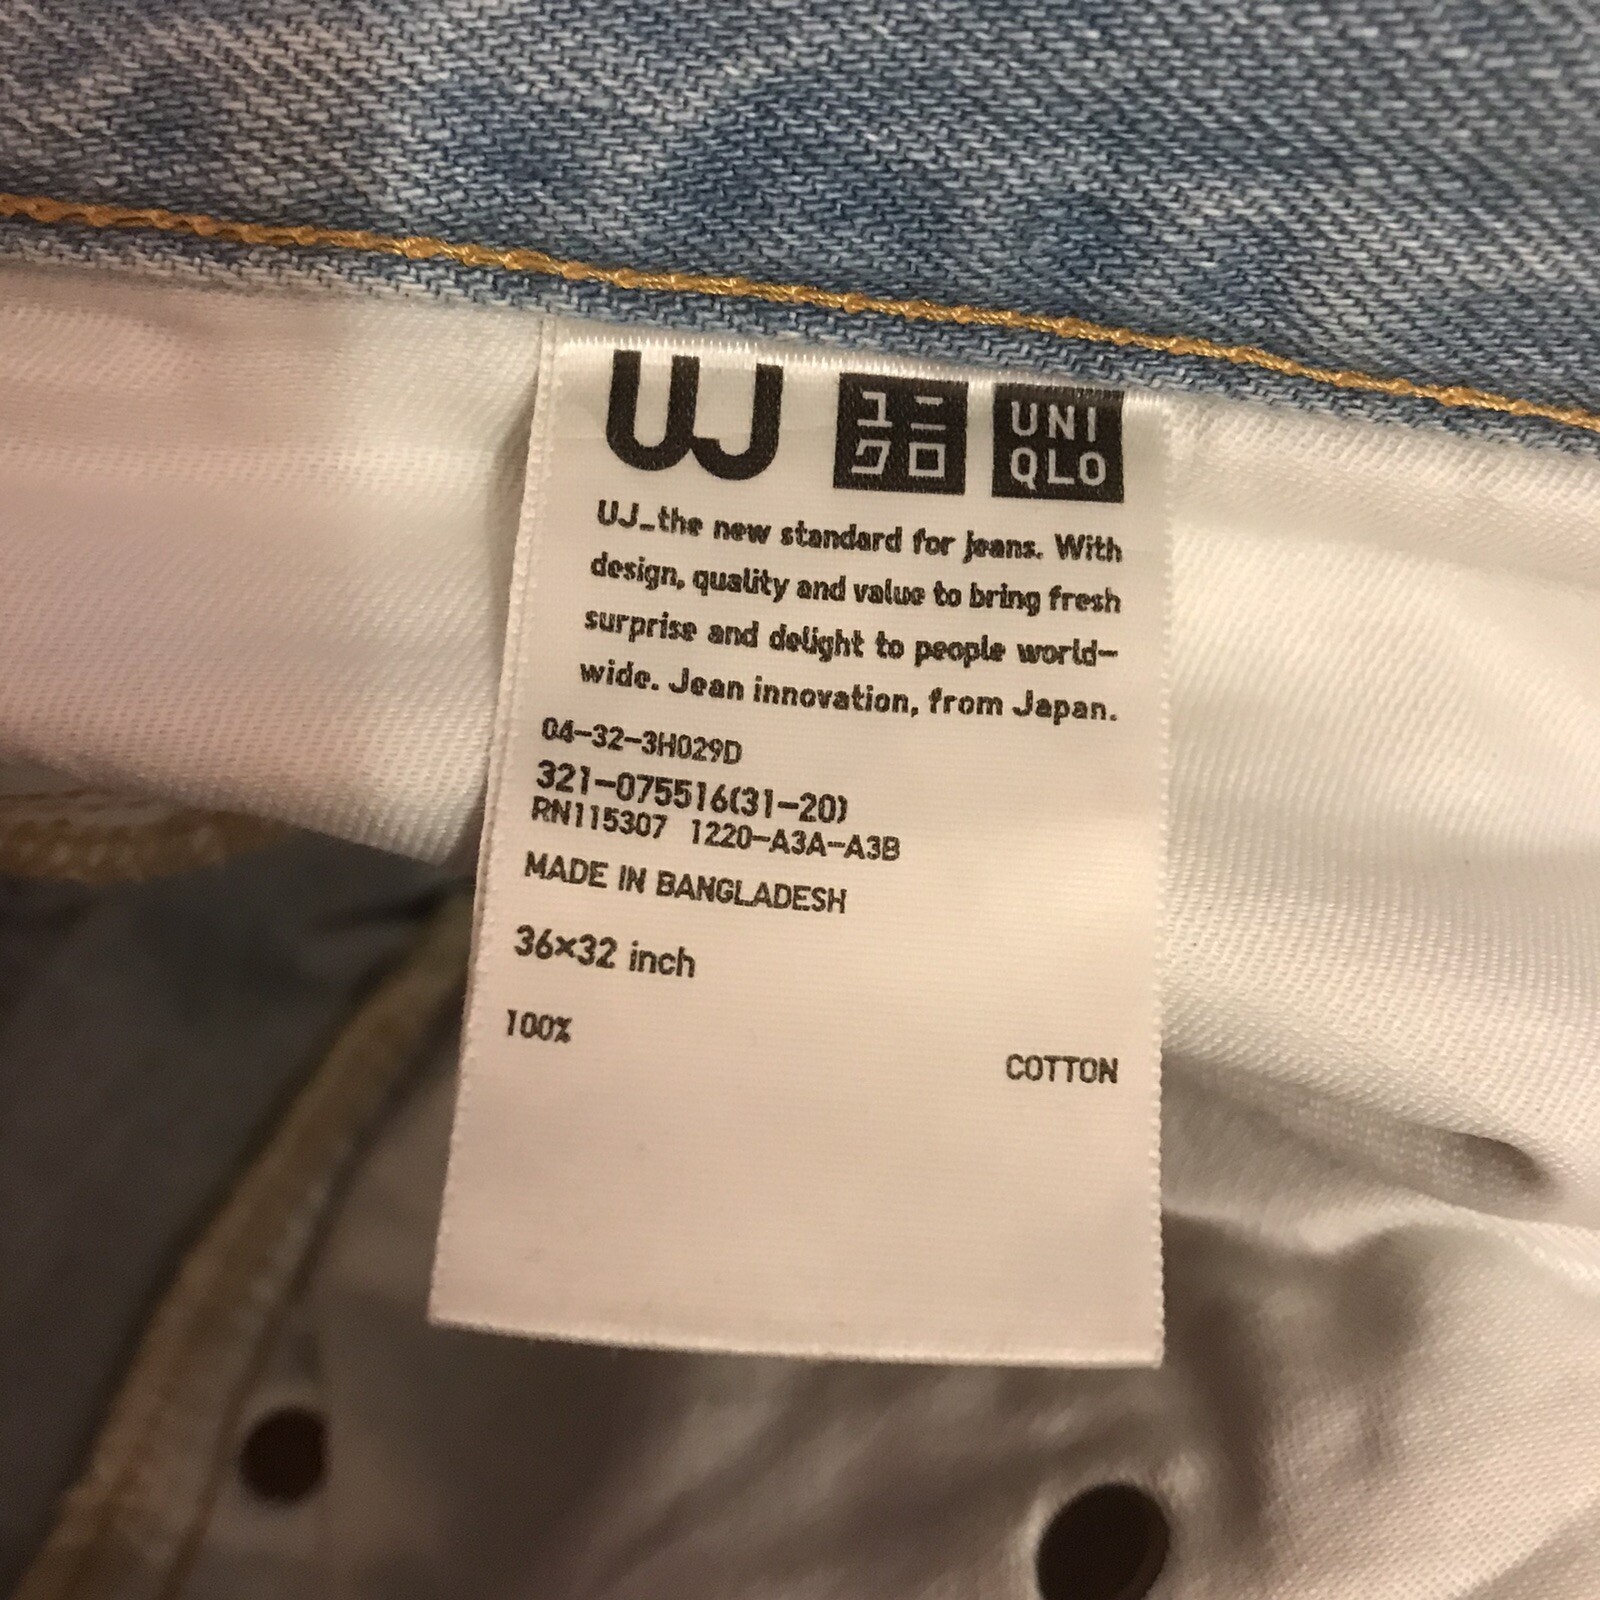 UJ ユニクロ UNIQLO
UJ_the new standard for jeans. With
design, quality and value to bring fresh
surprise and delight to people world-
wide. Jean innovation, from Japan.
04-32-3H029D
321-075516(31-20)
RN115307 1220-A3A-A3B
MADE IN BANGLADESH
36×32 inch
100% COTTON